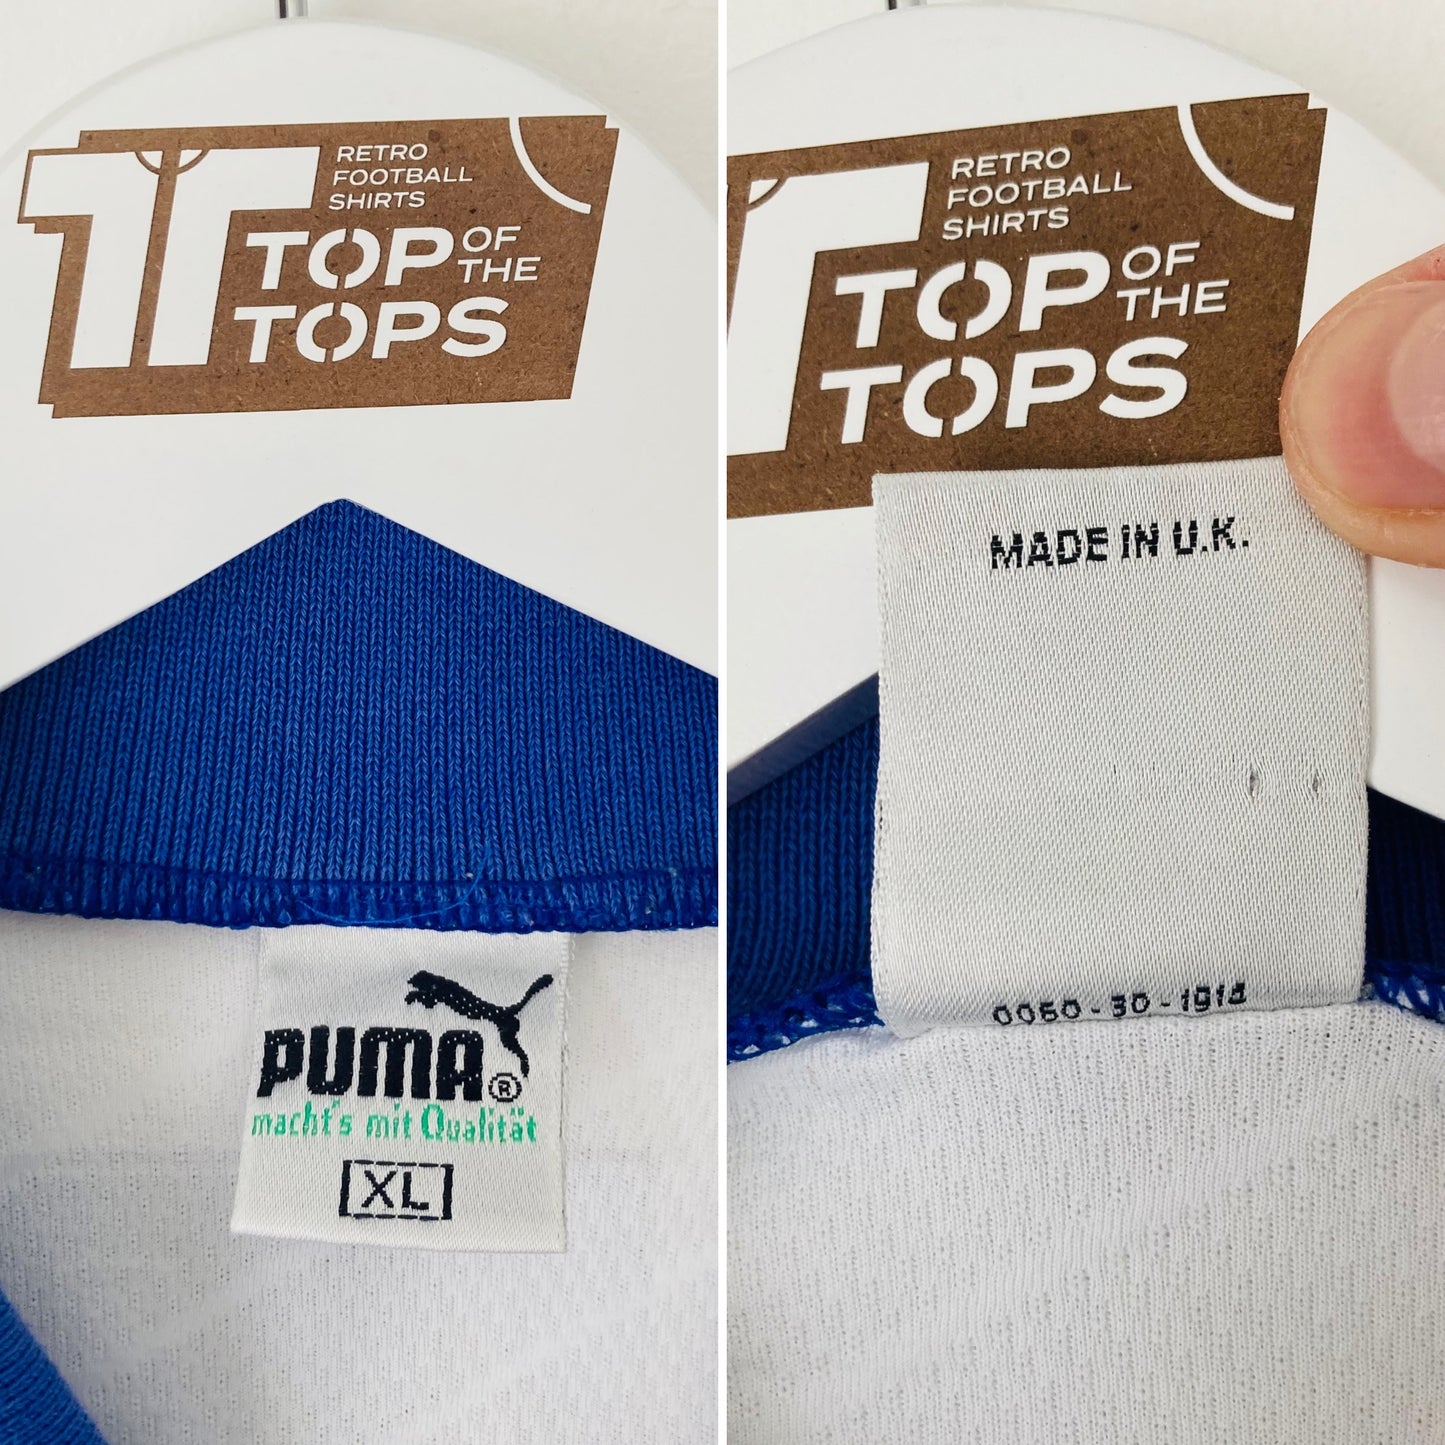 RETRO
FOOTBALL
SHIRTS
TOP OF THE
TOPS
PUMA®
macht's mit Qualität
XL
RETRO
FOOTBALL
SHIRTS
TOP OF THE
TOPS
MADE IN U.K.
0060-30-1914